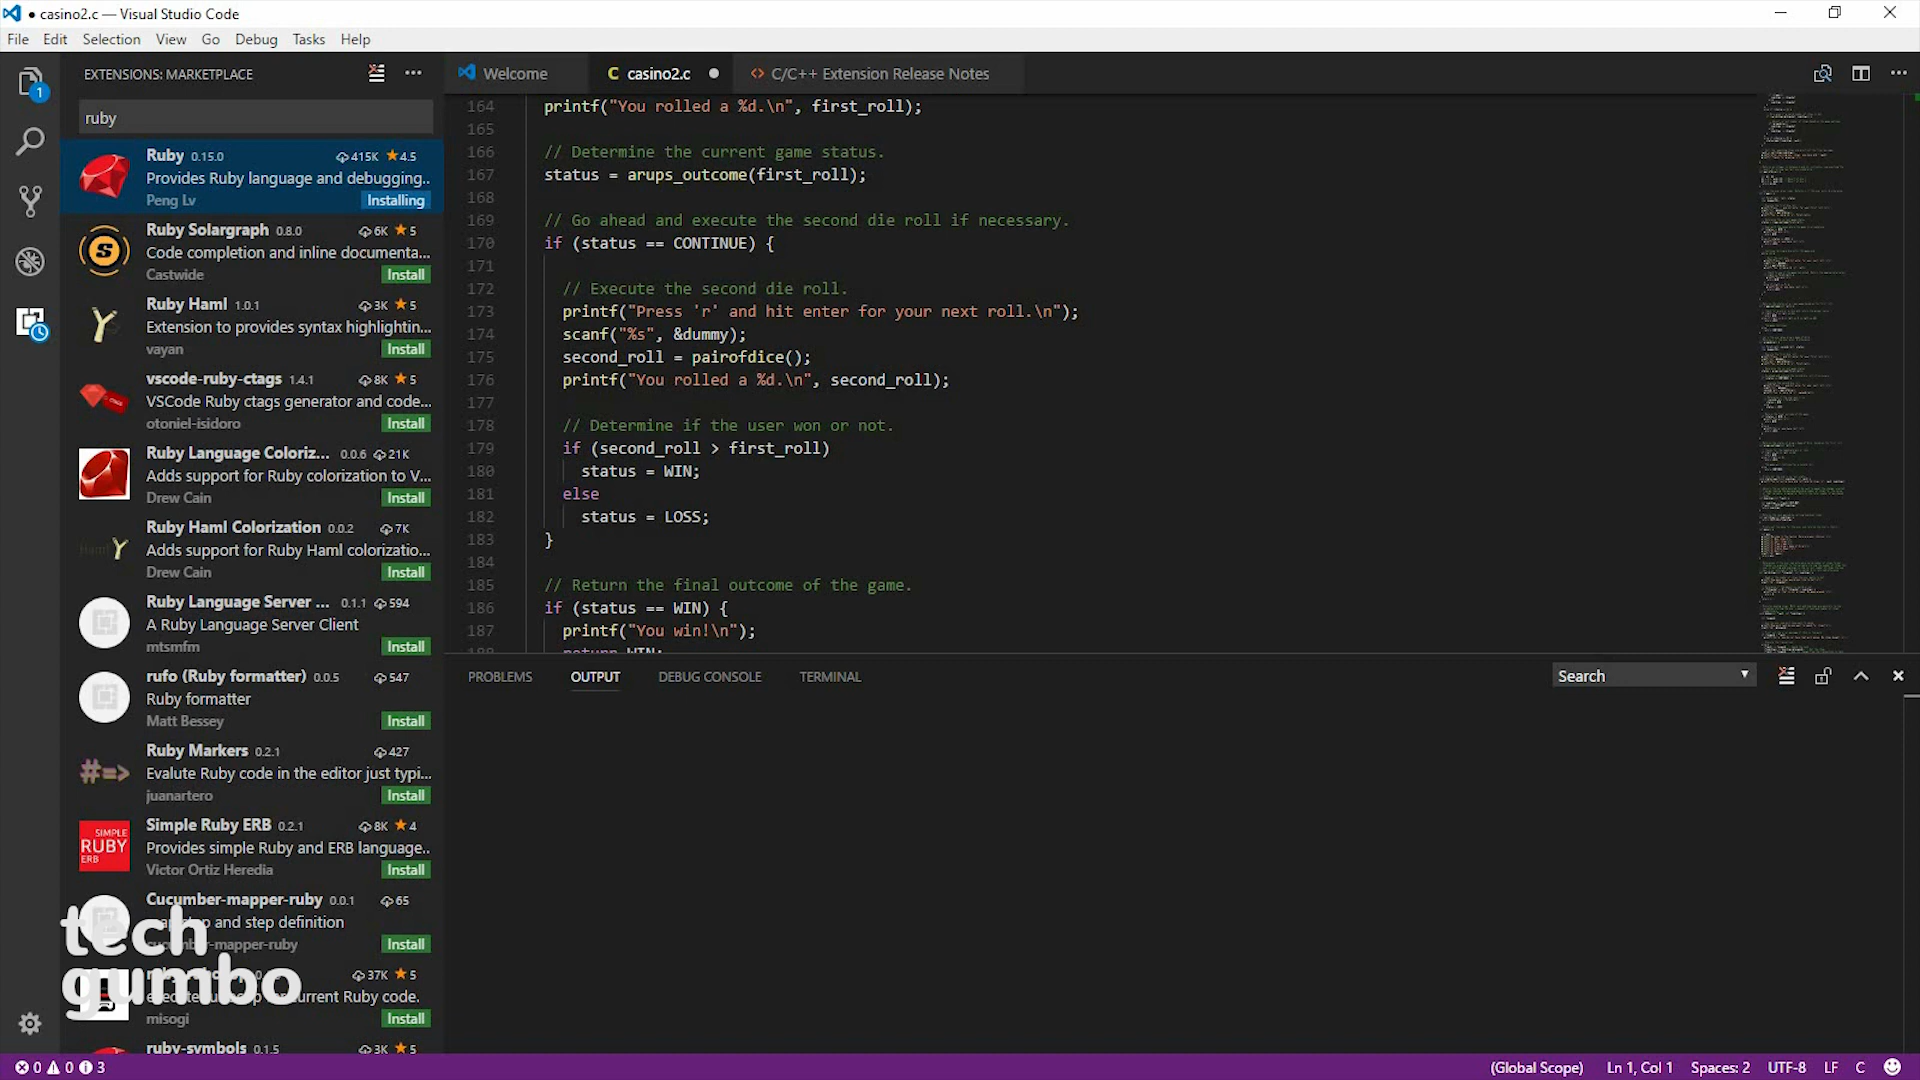 ● casino2.c — Visual Studio Code
File Edit Selection View Go Debug Tasks Help
EXTENSIONS: MARKETPLACE
ruby
1
Ruby 0.15.0 415K ★4.5
Provides Ruby language and debugging..
Peng Lv Installing
Ruby Solargraph 0.8.0 6K ★5
Code completion and inline documenta...
Castwide Install
Ruby Haml 1.0.1 3K ★5
Extension to provides syntax highlightin...
vayan Install
vscode-ruby-ctags 1.4.1 8K ★5
VSCode Ruby ctags generator and code...
otoniel-isidoro Install
Ruby Language Coloriz... 0.0.6 21K
Adds support for Ruby colorization to V...
Drew Cain Install
Ruby Haml Colorization 0.0.2 7K
Adds support for Ruby Haml colorizatio...
Drew Cain Install
Ruby Language Server ... 0.1.1 594
A Ruby Language Server Client
mtsmfm Install
rufo (Ruby formatter) 0.0.5 547
Ruby formatter
Matt Bessey Install
Ruby Markers 0.2.1 427
Evalute Ruby code in the editor just typi...
juanartero Install
SIMPLE
RUBY
ERB
Simple Ruby ERB 0.2.1 8K ★4
Provides simple Ruby and ERB language..
Victor Ortiz Heredia Install
Cucumber-mapper-ruby 0.0.1 65
and step definition
cucumber-mapper-ruby Install
37K ★5
current Ruby code.
misogi Install
ruby-symbols 0.1.5 3K ★5
tech
gumbo
Welcome C casino2.c ● <> C/C++ Extension Release Notes
164 printf("You rolled a %d.\n", first_roll);
165
166 // Determine the current game status.
167 status = arups_outcome(first_roll);
168
169 // Go ahead and execute the second die roll if necessary.
170 if (status == CONTINUE) {
171
172 // Execute the second die roll.
173 printf("Press 'r' and hit enter for your next roll.\n");
174 scanf("%s", &dummy);
175 second_roll = pairofdice();
176 printf("You rolled a %d.\n", second_roll);
177
178 // Determine if the user won or not.
179 if (second_roll > first_roll)
180 status = WIN;
181 else
182 status = LOSS;
183 }
184
185 // Return the final outcome of the game.
186 if (status == WIN) {
187 printf("You win!\n");
188 return WIN;
PROBLEMS OUTPUT DEBUG CONSOLE TERMINAL Search
0 0 3 (Global Scope) Ln 1, Col 1 Spaces: 2 UTF-8 LF C